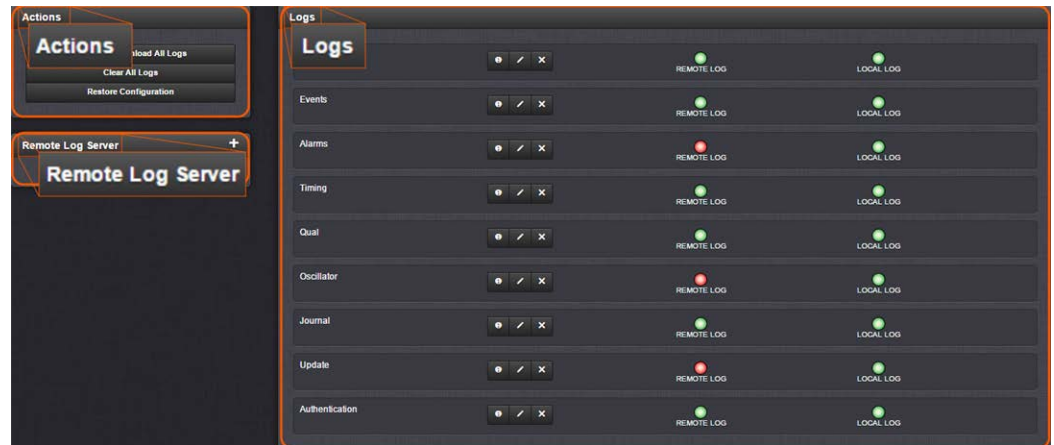 Actions
Actions
load All Logs
Clear All Logs
Restore Configuration
Remote Log Server +
Remote Log Server
Logs
Logs
REMOTE LOG LOCAL LOG
Events
REMOTE LOG LOCAL LOG
Alarms
REMOTE LOG LOCAL LOG
Timing
REMOTE LOG LOCAL LOG
Qual
REMOTE LOG LOCAL LOG
Oscillator
REMOTE LOG LOCAL LOG
Journal
REMOTE LOG LOCAL LOG
Update
REMOTE LOG LOCAL LOG
Authentication
REMOTE LOG LOCAL LOG